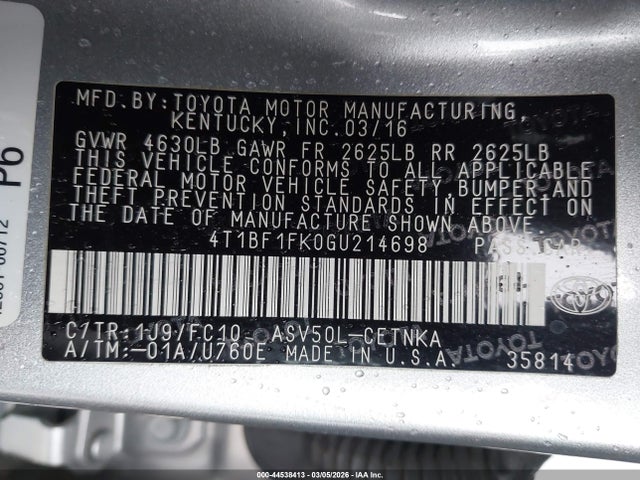 MFD.BY:TOYOTA MOTOR MANUFACTURING,
KENTUCKY,INC.03/16
GVWR 4630LB GAWR FR 2625LB RR 2625LB
THIS VEHICLE CONFORMS TO ALL APPLICABLE
FEDERAL MOTOR VEHICLE SAFETY, BUMPER AND
THEFT PREVENTION STANDARDS IN EFFECT ON
THE DATE OF MANUFACTURE SHOWN ABOVE.
4T1BF1FK0GU214698 PASS.CAR
C/TR:1J9/FC10 ASV50L-CETNKA
A/TM:-01A/U760E MADE IN U.S.A. 35814
P6
000-44538413 | 03/05/2026 | IAA Inc.